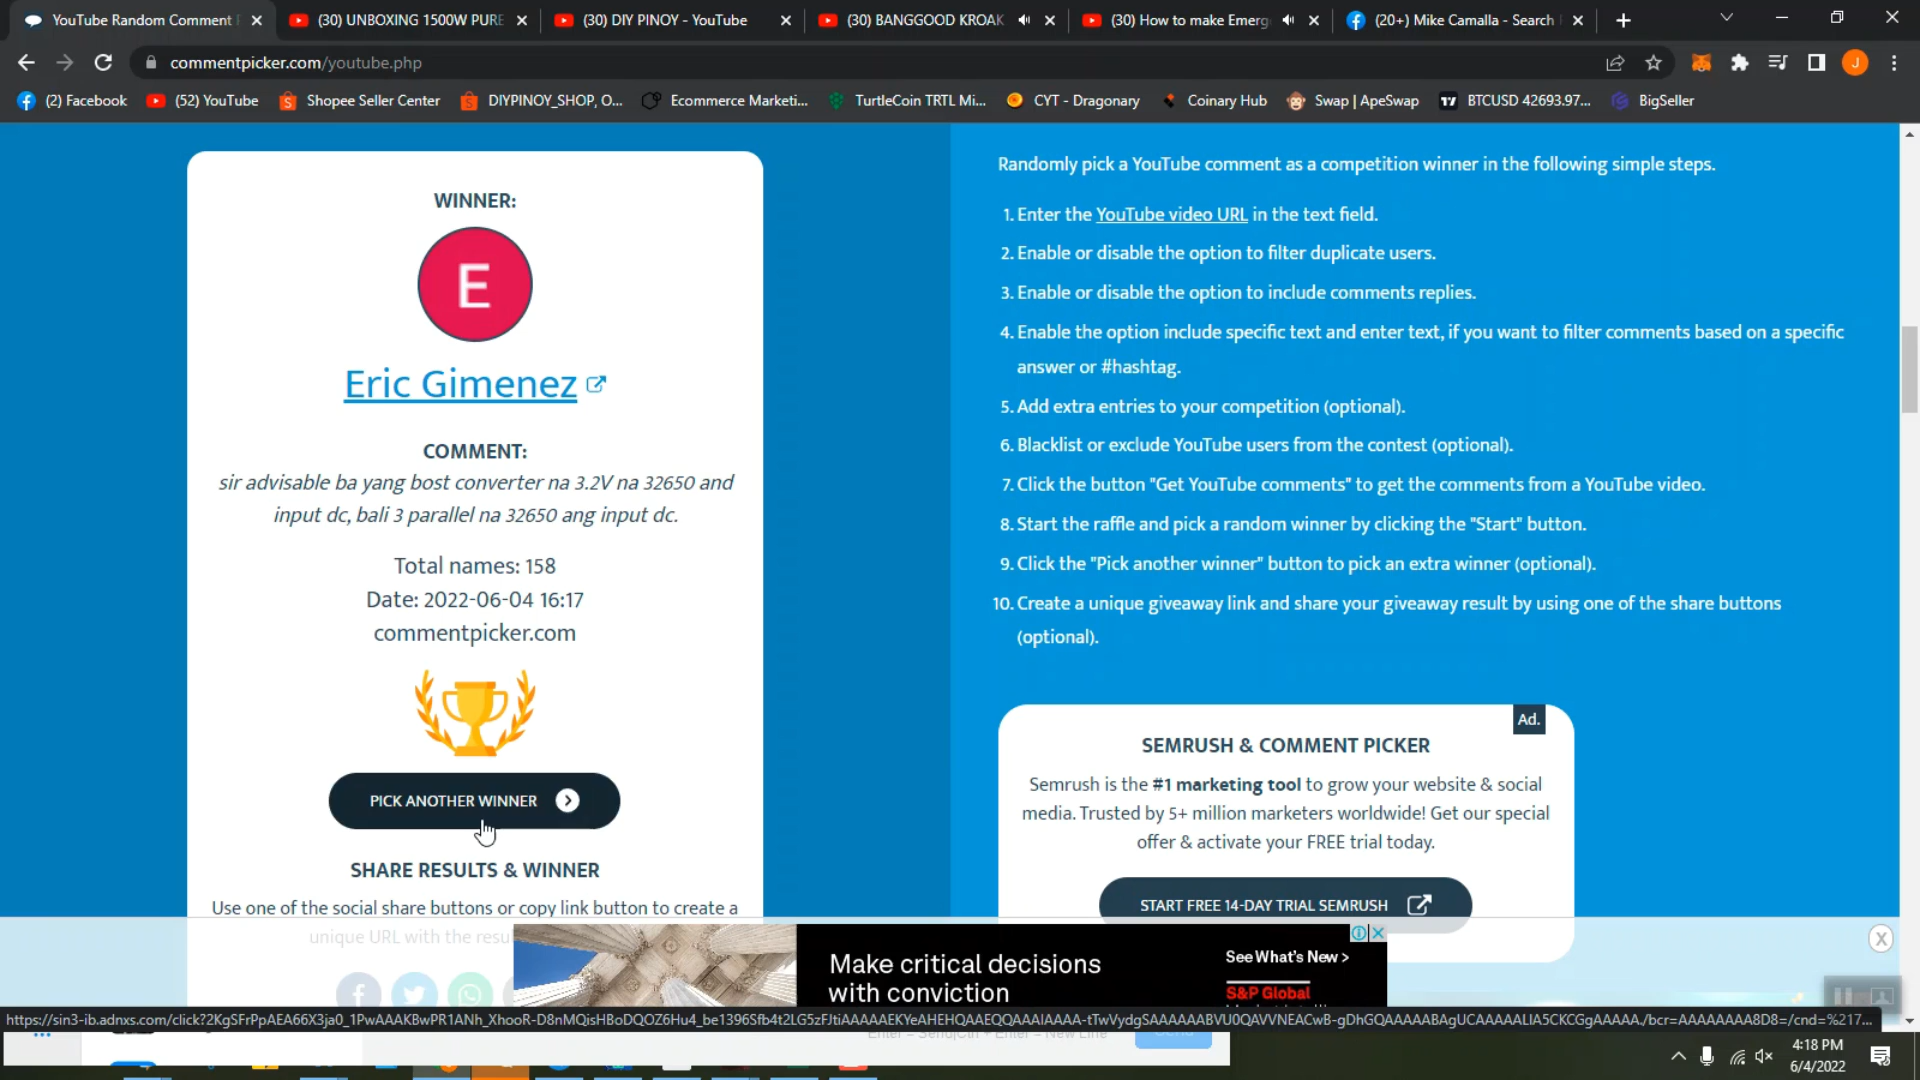 YouTube Random Comment P
(30) UNBOXING 1500W PURE
(30) DIY PINOY - YouTube
(30) BANGGOOD KROAK
(30) How to make Emerg
(20+) Mike Camalla - Search
commentpicker.com/youtube.php
J
(2) Facebook
(52) YouTube
Shopee Seller Center
DIYPINOY_SHOP, O...
Ecommerce Marketi...
TurtleCoin TRTL Mi...
CYT - Dragonary
Coinary Hub
Swap | ApeSwap
BTCUSD 42693.97...
BigSeller
WINNER:
E
Eric Gimenez
COMMENT:
sir advisable ba yang bost converter na 3.2V na 32650 and
input dc, bali 3 parallel na 32650 ang input dc.
Total names: 158
Date: 2022-06-04 16:17
commentpicker.com
PICK ANOTHER WINNER
SHARE RESULTS & WINNER
Use one of the social share buttons or copy link button to create a
unique URL with the resu
Randomly pick a YouTube comment as a competition winner in the following simple steps.
1. Enter the YouTube video URL in the text field.
2. Enable or disable the option to filter duplicate users.
3. Enable or disable the option to include comments replies.
4. Enable the option include specific text and enter text, if you want to filter comments based on a specific
answer or #hashtag.
5. Add extra entries to your competition (optional).
6. Blacklist or exclude YouTube users from the contest (optional).
7. Click the button "Get YouTube comments" to get the comments from a YouTube video.
8. Start the raffle and pick a random winner by clicking the "Start" button.
9. Click the "Pick another winner" button to pick an extra winner (optional).
10. Create a unique giveaway link and share your giveaway result by using one of the share buttons
(optional).
Ad.
SEMRUSH & COMMENT PICKER
Semrush is the #1 marketing tool to grow your website & social
media. Trusted by 5+ million marketers worldwide! Get our special
offer & activate your FREE trial today.
START FREE 14-DAY TRIAL SEMRUSH
Make critical decisions
with conviction
See What's New >
S&P Global
X
Enter = Send|Ctrl + Enter = New Line
4:18 PM
6/4/2022